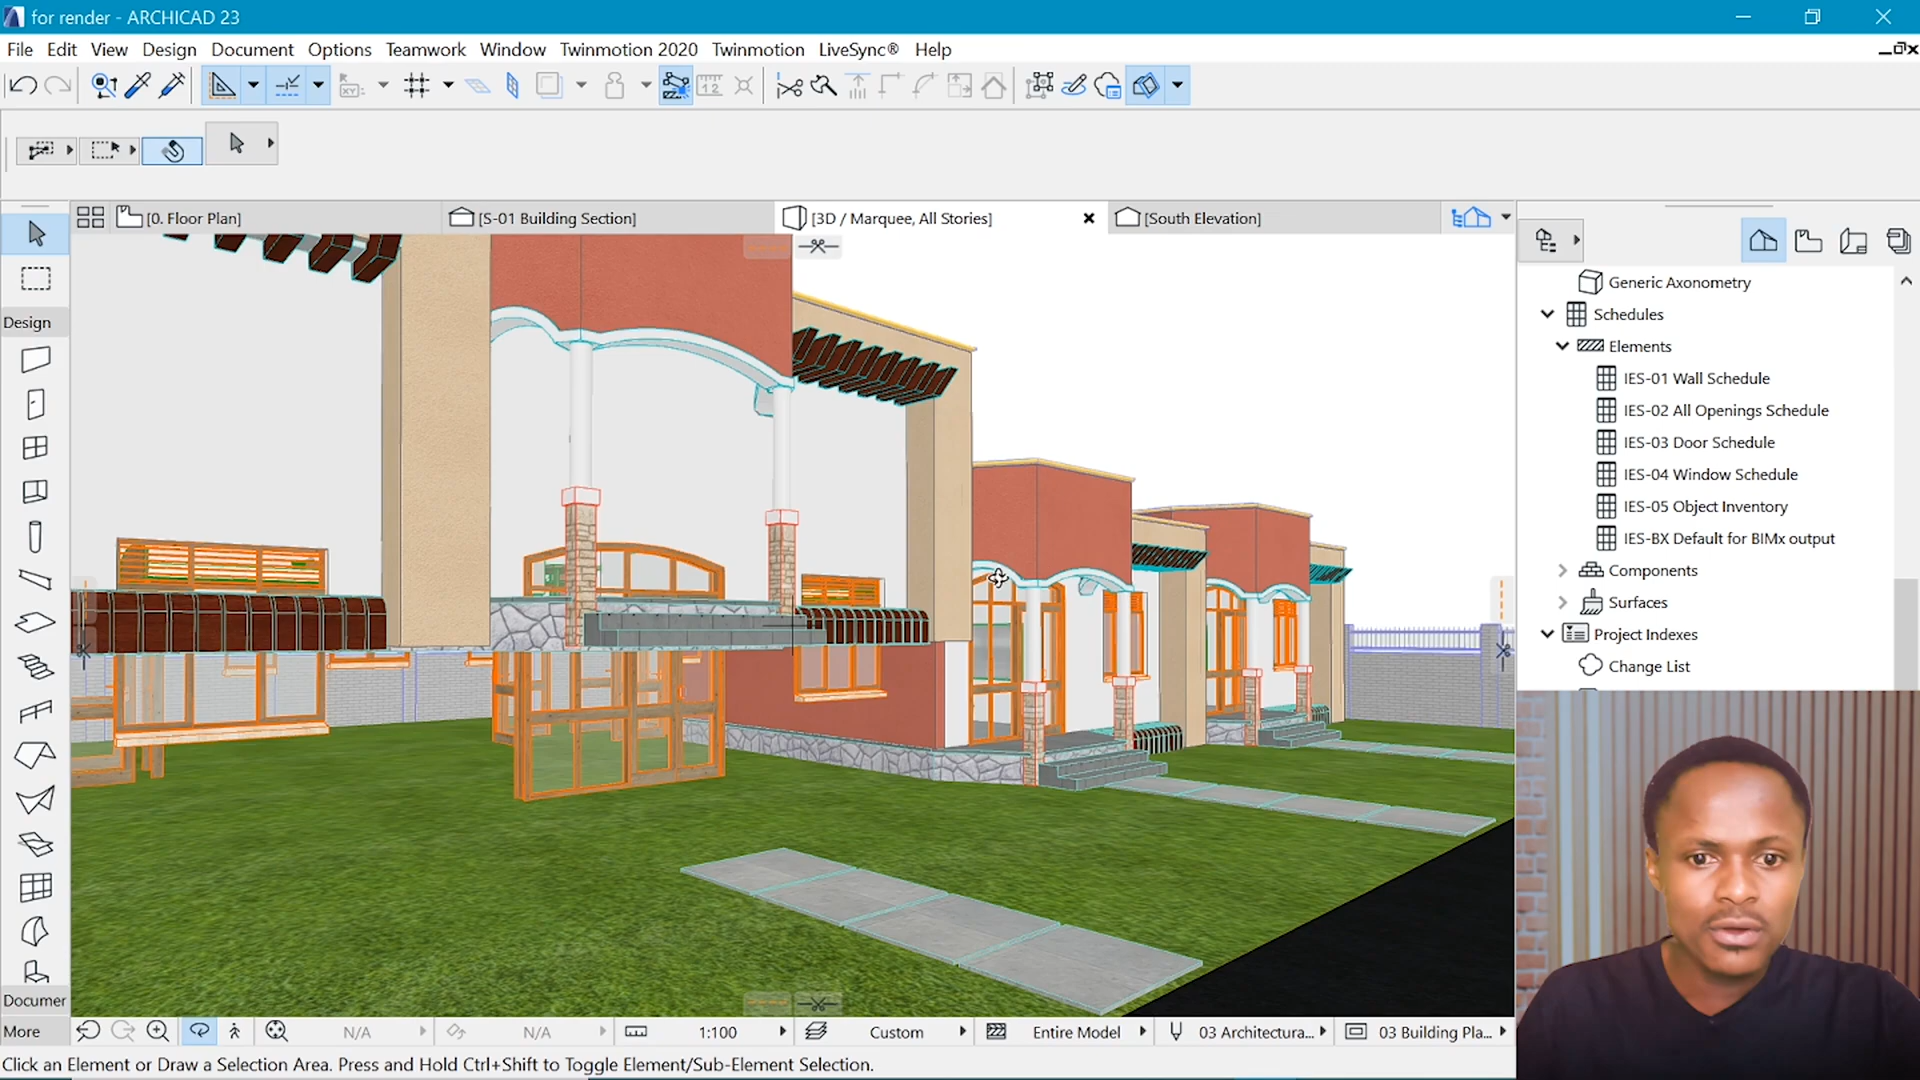 for render - ARCHICAD 23
File Edit View Design Document Options Teamwork Window Twinmotion 2020 Twinmotion LiveSync® Help
[0. Floor Plan]
[S-01 Building Section]
[3D / Marquee, All Stories]
[South Elevation]
Design
Documer
More
Generic Axonometry
Schedules
Elements
IES-01 Wall Schedule
IES-02 All Openings Schedule
IES-03 Door Schedule
IES-04 Window Schedule
IES-05 Object Inventory
IES-BX Default for BIMx output
Components
Surfaces
Project Indexes
Change List
N/A
N/A
1:100
Custom
Entire Model
03 Architectura...
03 Building Pla...
Click an Element or Draw a Selection Area. Press and Hold Ctrl+Shift to Toggle Element/Sub-Element Selection.